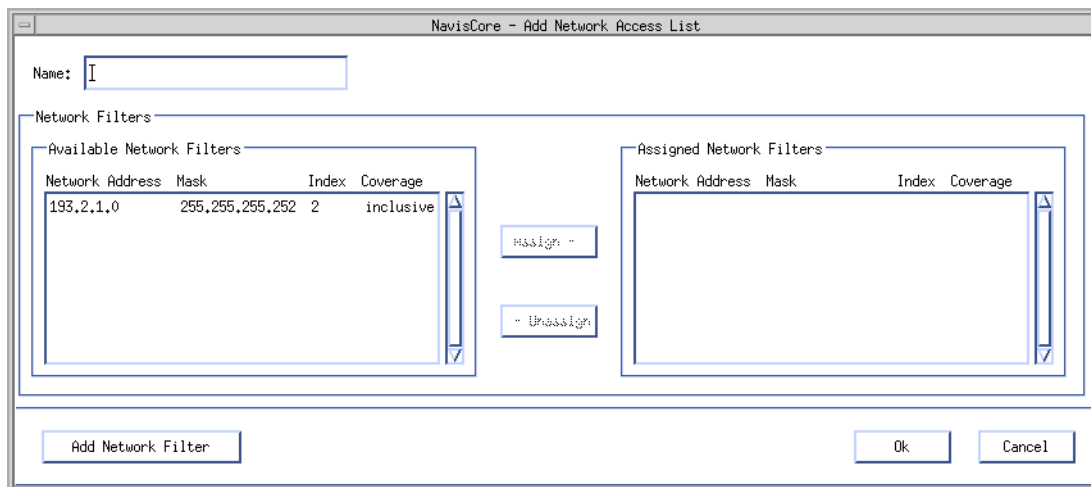 NavisCore - Add Network Access List
Name:
Network Filters
Available Network Filters
Network Address Mask Index Coverage
193.2.1.0 255.255.255.252 2 inclusive
Assign -
- Unassign
Assigned Network Filters
Network Address Mask Index Coverage
Add Network Filter
Ok
Cancel